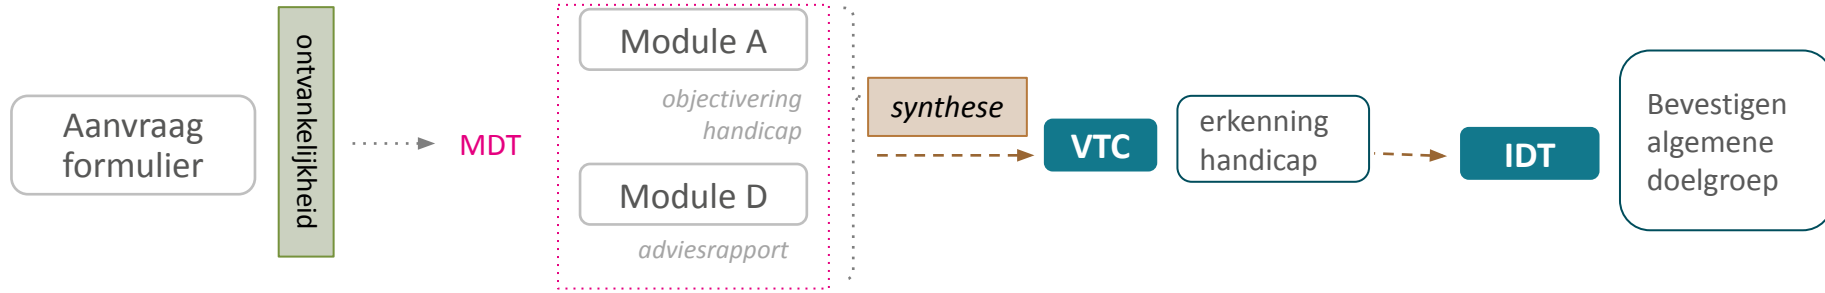 Aanvraag
formulier
ontvankelijkheid
MDT
Module A
objectivering
handicap
Module D
adviesrapport
synthese
VTC
erkenning
handicap
IDT
Bevestigen
algemene
doelgroep